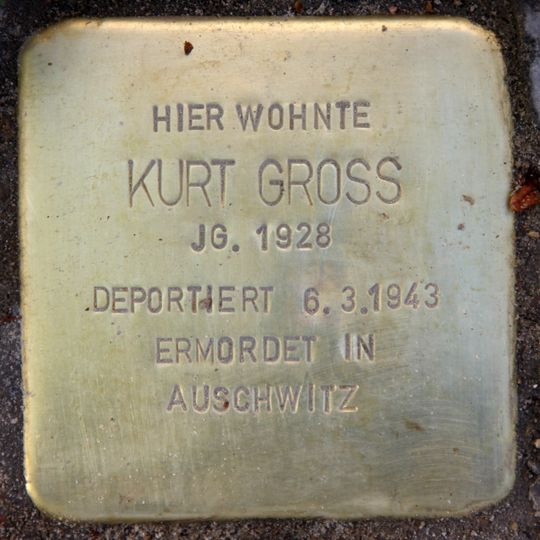 HIER WOHNTE
KURT GROSS
JG. 1928
DEPORTIERT 6.3.1943
ERMORDET IN
AUSCHWITZ